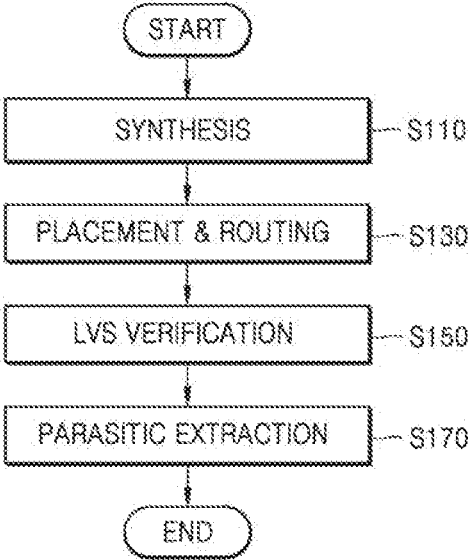 START
SYNTHESIS
S110
PLACEMENT & ROUTING
S130
LVS VERIFICATION
S150
PARASITIC EXTRACTION
S170
END